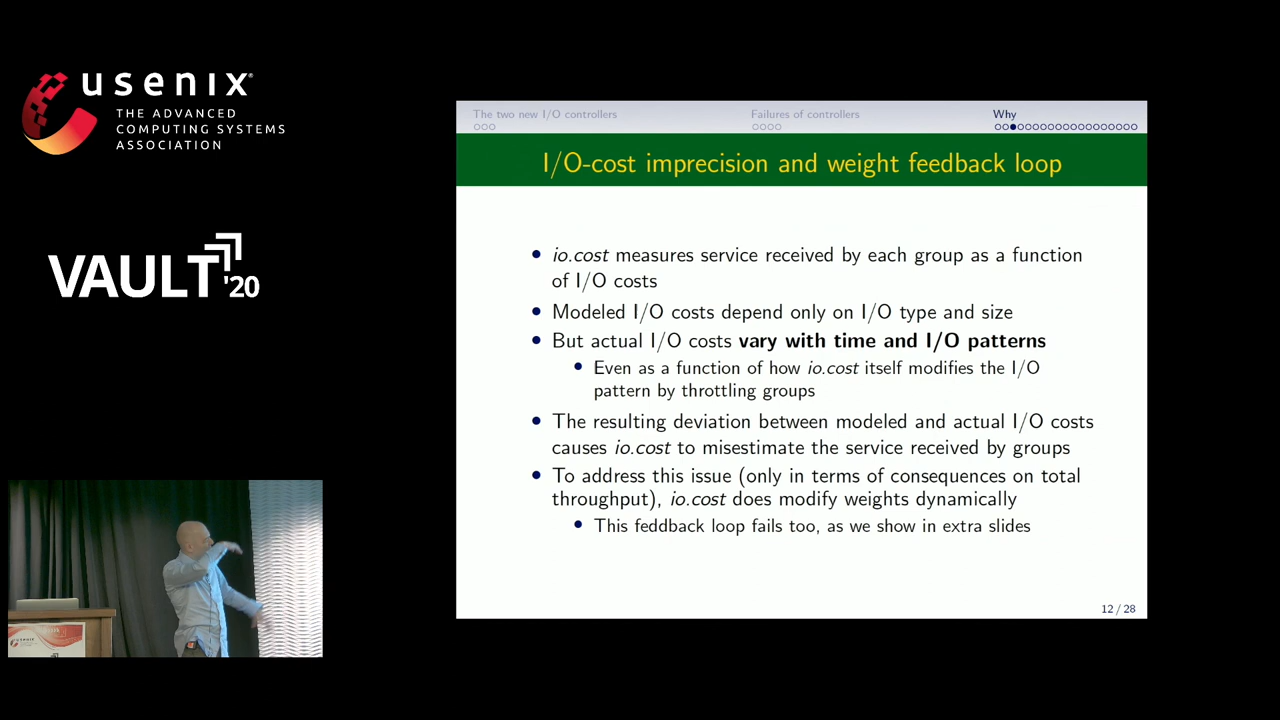 usenix®
THE ADVANCED
COMPUTING SYSTEMS
ASSOCIATION
VAULT '20
The two new I/O controllers
Failures of controllers
Why
I/O-cost imprecision and weight feedback loop
• io.cost measures service received by each group as a function
of I/O costs
• Modeled I/O costs depend only on I/O type and size
• But actual I/O costs vary with time and I/O patterns
• Even as a function of how io.cost itself modifies the I/O
pattern by throttling groups
• The resulting deviation between modeled and actual I/O costs
causes io.cost to misestimate the service received by groups
• To address this issue (only in terms of consequences on total
throughput), io.cost does modify weights dynamically
• This feddback loop fails too, as we show in extra slides
12 / 28
usenix